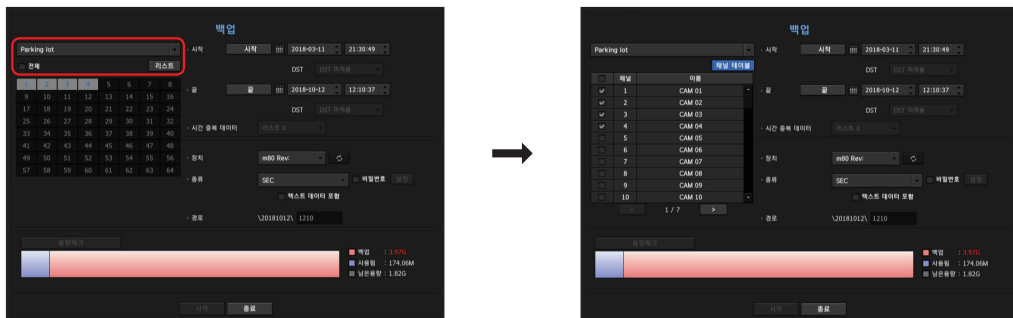 백업
Parking lot
전체 리스트
1 2 3 4 5 6 7 8
9 10 11 12 13 14 15 16
17 18 19 20 21 22 23 24
25 26 27 28 29 30 31 32
33 34 35 36 37 38 39 40
41 42 43 44 45 46 47 48
49 50 51 52 53 54 55 56
57 58 59 60 61 62 63 64
• 시작 시작 2018-03-11 21:30:49
DST DST 미적용
• 끝 끝 2018-10-12 12:10:37
DST DST 미적용
• 시간 중복 데이터 리스트 0
• 장치 m80 Rev:
• 종류 SEC 비밀번호 설정
텍스트 데이터 포함
• 경로 \20181012\ 1210
용량체크
백업 : 3.97G
사용됨 : 174.06M
남은용량 : 1.82G
시작 종료
백업
Parking lot
채널 테이블
채널 이름
1 CAM 01
2 CAM 02
3 CAM 03
4 CAM 04
5 CAM 05
6 CAM 06
7 CAM 07
8 CAM 08
9 CAM 09
10 CAM 10
< 1 / 7 >
• 시작 시작 2018-03-11 21:30:49
DST DST 미적용
• 끝 끝 2018-10-12 12:10:37
DST DST 미적용
• 시간 중복 데이터 리스트 0
• 장치 m80 Rev:
• 종류 SEC 비밀번호 설정
텍스트 데이터 포함
• 경로 \20181012\ 1210
용량체크
백업 : 3.97G
사용됨 : 174.06M
남은용량 : 1.82G
시작 종료